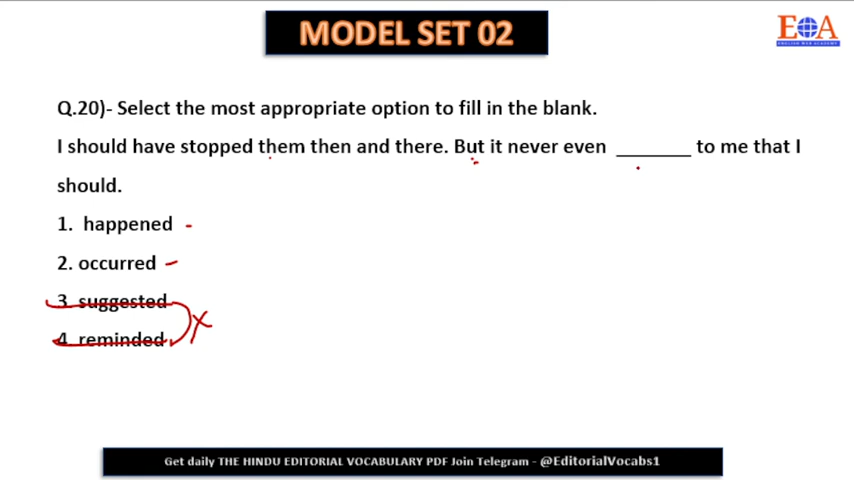 MODEL SET 02
EOA
ENGLISH WEB ACADEMY
Q.20)- Select the most appropriate option to fill in the blank.
I should have stopped them then and there. But it never even _______ to me that I
should.
1. happened
2. occurred
3. suggested
4. reminded
Get daily THE HINDU EDITORIAL VOCABULARY PDF Join Telegram - @EditorialVocabs1